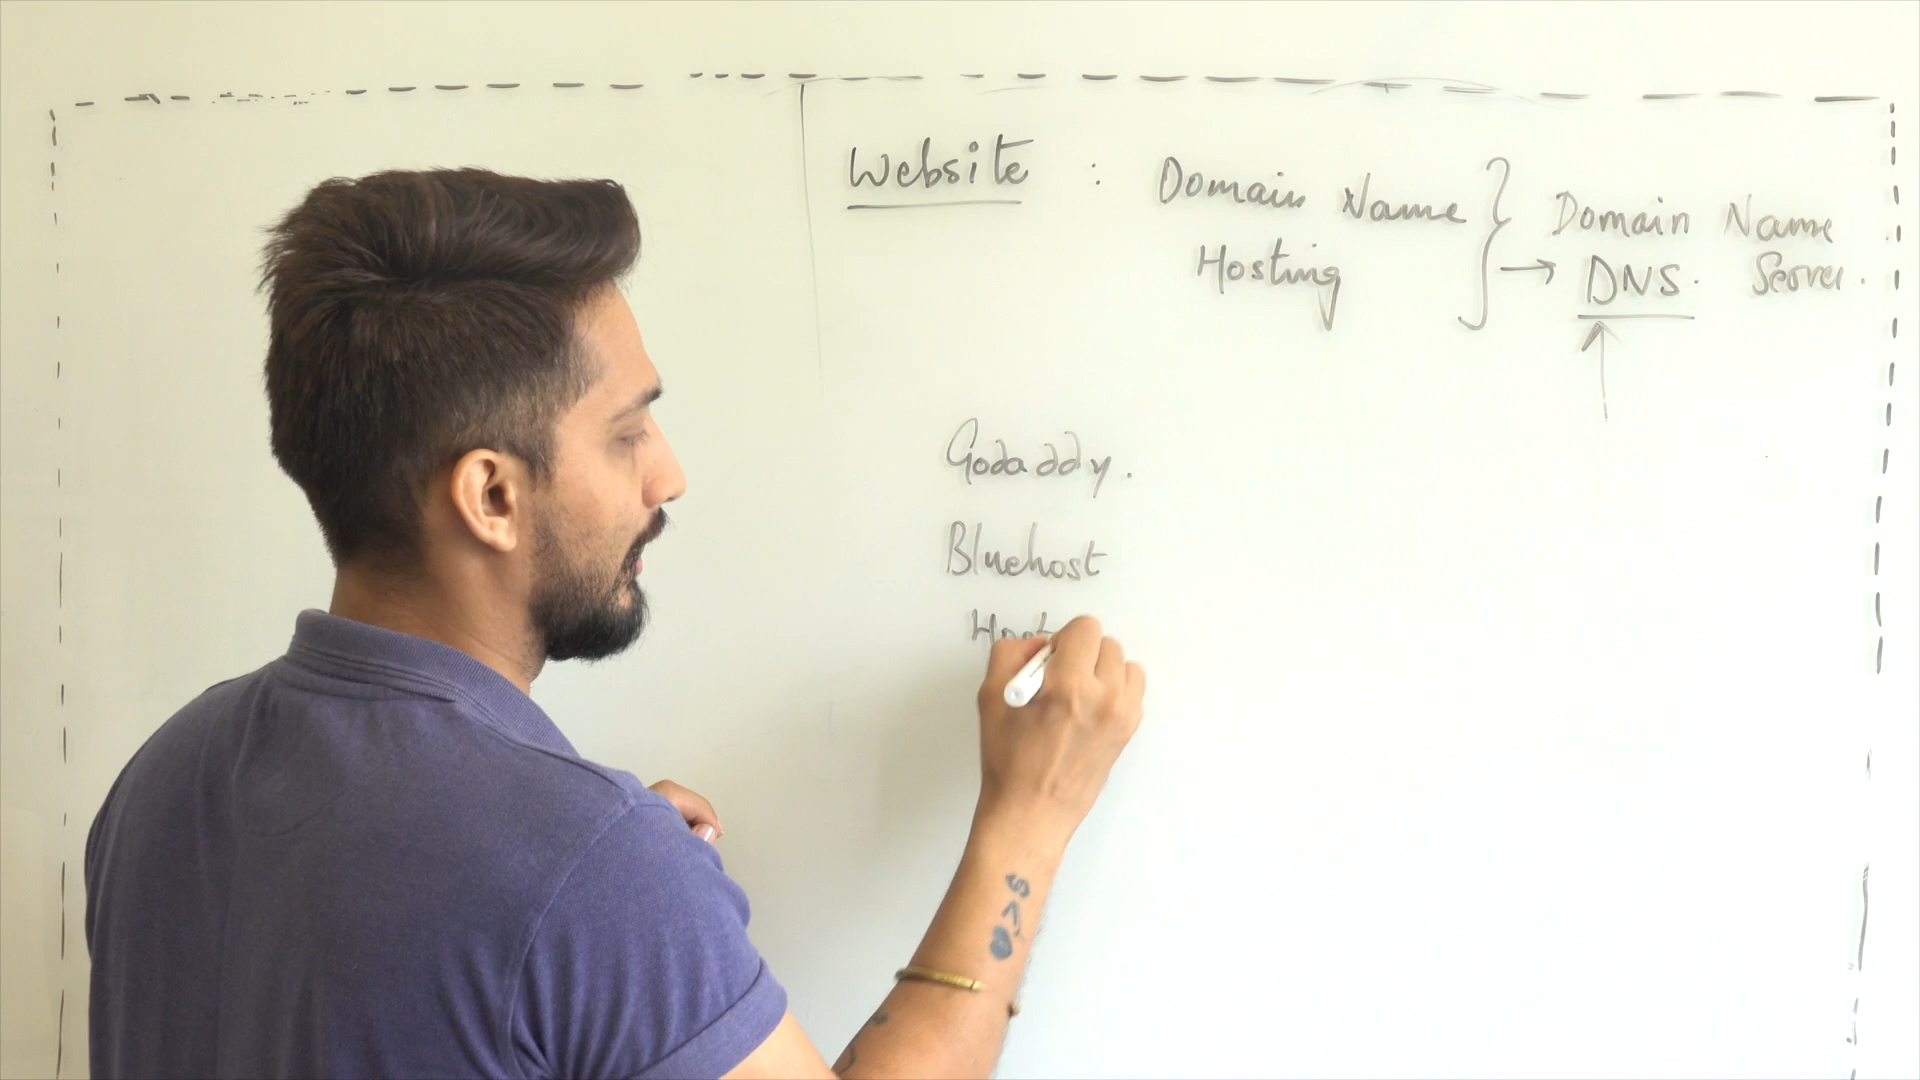 Website : Domain Name
Hosting
→ DNS.
Domain Name
Server.
Godaddy.
Bluehost